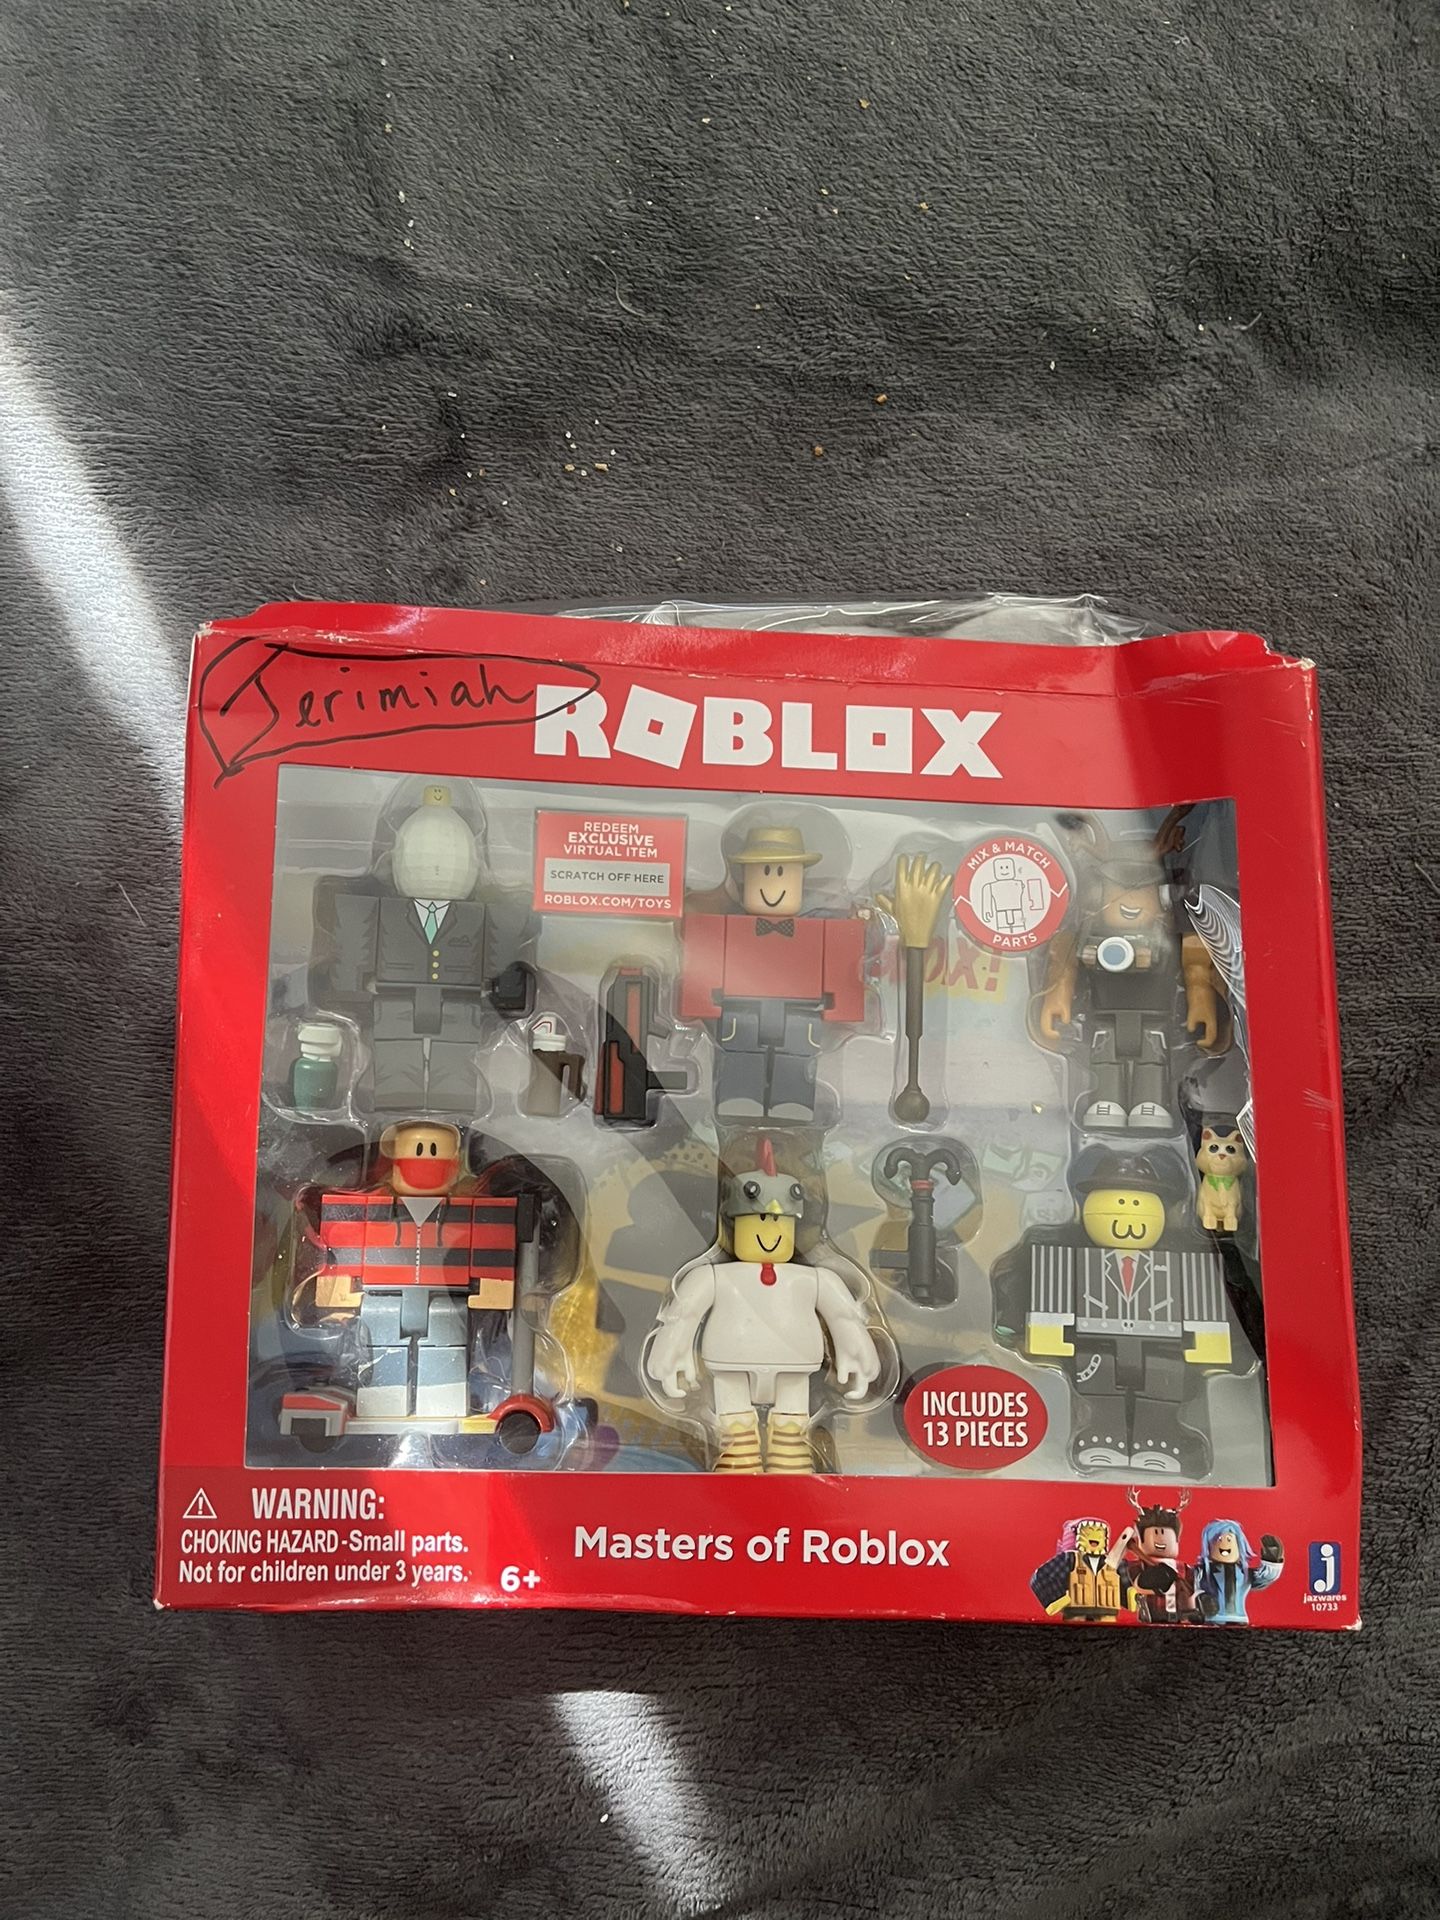 Jerimiah
ROBLOX
REDEEM
EXCLUSIVE
VIRTUAL ITEM
SCRATCH OFF HERE
ROBLOX.COM/TOYS
MIX & MATCH
PARTS
INCLUDES
13 PIECES
WARNING:
CHOKING HAZARD-Small parts.
Not for children under 3 years.
6+
Masters of Roblox
jazwares
10733